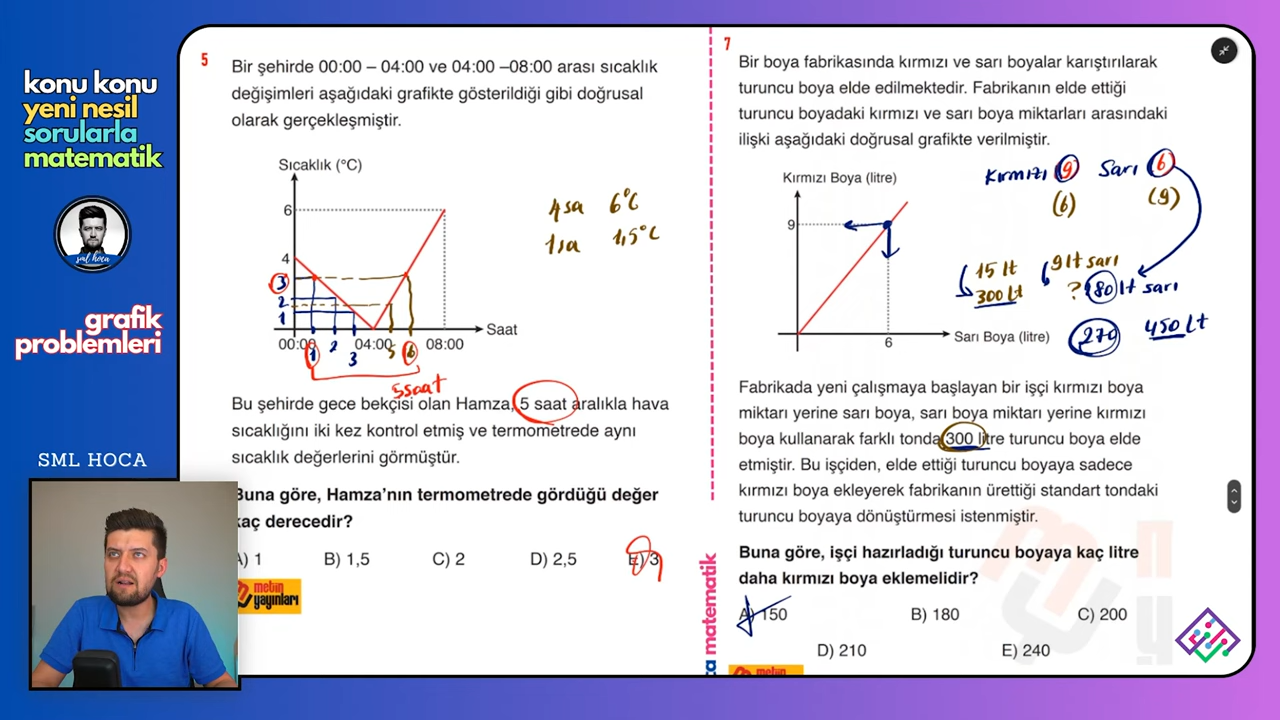 konu konu
yeni nesil
sorularla
matematik
sml hoca
grafik
problemleri
SML HOCA
5
Bir şehirde 00:00 – 04:00 ve 04:00 –08:00 arası sıcaklık
değişimleri aşağıdaki grafikte gösterildiği gibi doğrusal
olarak gerçekleşmiştir.
Sıcaklık (°C)
6
4
3
2
1
Saat
00:00
04:00
08:00
1
2
3
5
6
5 saat
4 sa 6°C
1 sa 1,5°C
Bu şehirde gece bekçisi olan Hamza, 5 saat aralıkla hava
sıcaklığını iki kez kontrol etmiş ve termometrede aynı
sıcaklık değerlerini görmüştür.
Buna göre, Hamza’nın termometrede gördüğü değer
kaç derecedir?
A) 1 B) 1,5 C) 2 D) 2,5 E) 3
metin
yayınları
7
Bir boya fabrikasında kırmızı ve sarı boyalar karıştırılarak
turuncu boya elde edilmektedir. Fabrikanın elde ettiği
turuncu boyadaki kırmızı ve sarı boya miktarları arasındaki
ilişki aşağıdaki doğrusal grafikte verilmiştir.
Kırmızı Boya (litre)
9
6
Sarı Boya (litre)
Kırmızı 9 Sarı 6
(6) (9)
15 lt 9 lt sarı
300 lt ? 180 lt sarı
270 450 Lt
Fabrikada yeni çalışmaya başlayan bir işçi kırmızı boya
miktarı yerine sarı boya, sarı boya miktarı yerine kırmızı
boya kullanarak farklı tonda 300 litre turuncu boya elde
etmiştir. Bu işçiden, elde ettiği turuncu boyaya sadece
kırmızı boya ekleyerek fabrikanın ürettiği standart tondaki
turuncu boyaya dönüştürmesi istenmiştir.
Buna göre, işçi hazırladığı turuncu boyaya kaç litre
daha kırmızı boya eklemelidir?
A) 150 B) 180 C) 200
D) 210 E) 240
matematik
metin